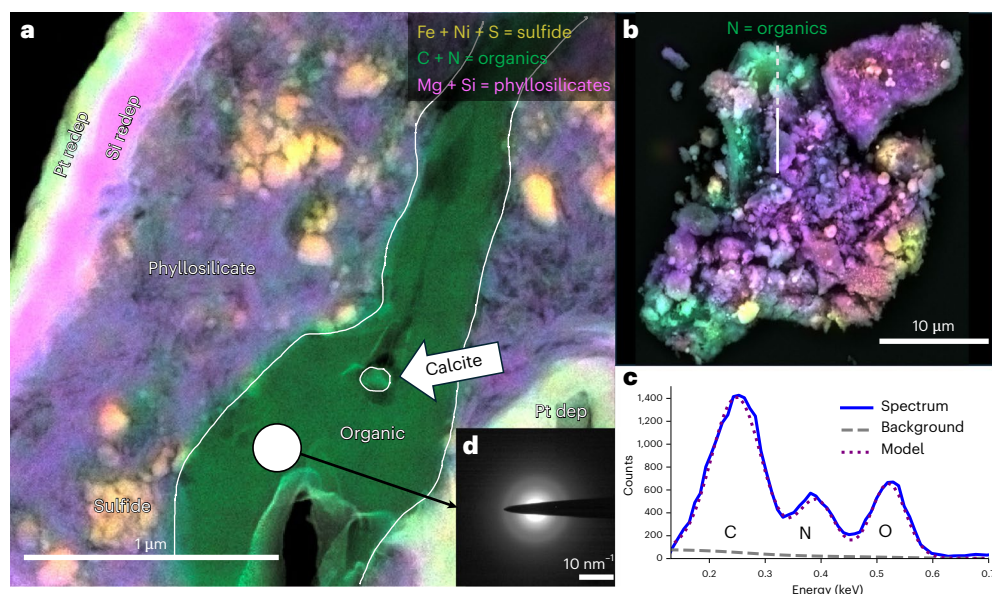 a
Fe + Ni + S = sulfide
C + N = organics
Mg + Si = phyllosilicates
Pt redep
Si redep
Phyllosilicate
Calcite
Organic
Pt dep
Sulfide
1 µm
b
N = organics
10 µm
c
1,400
1,200
1,000
800
600
400
200
0
Counts
Spectrum
Background
Model
C
N
O
0.2
0.3
0.4
0.5
0.6
0.7
Energy (keV)
d
10 nm⁻¹